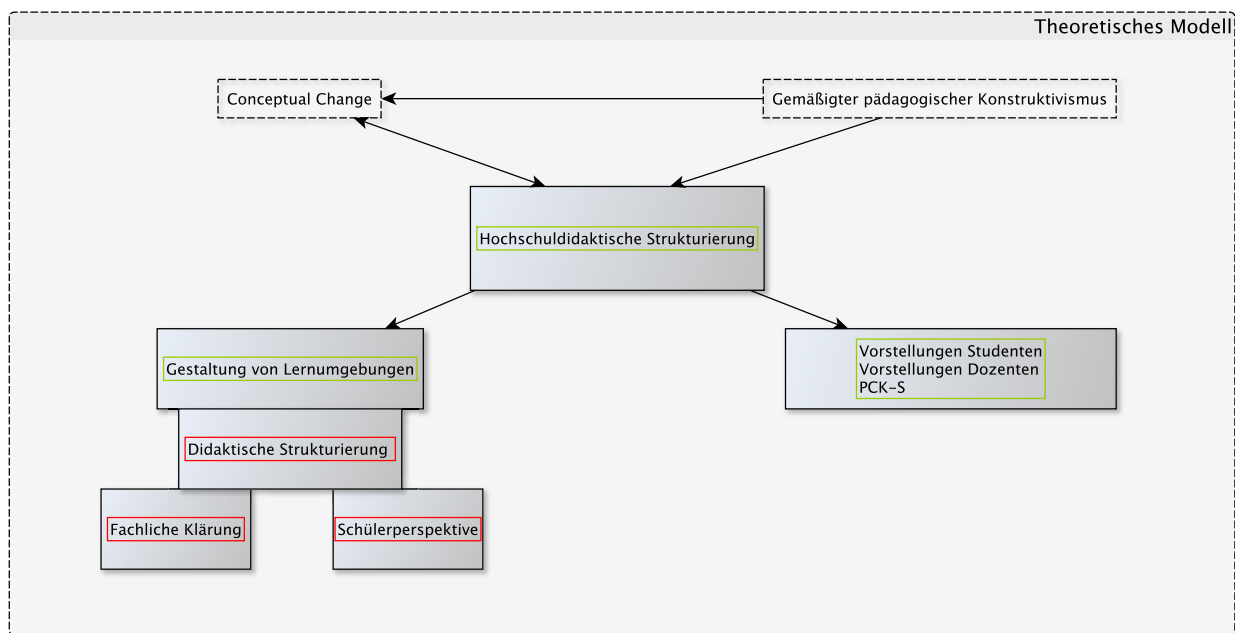 Theoretisches Modell
Conceptual Change
Gemäßigter pädagogischer Konstruktivismus
Hochschuldidaktische Strukturierung
Gestaltung von Lernumgebungen
Vorstellungen Studenten
Vorstellungen Dozenten
PCK-S
Didaktische Strukturierung
Fachliche Klärung
Schülerperspektive